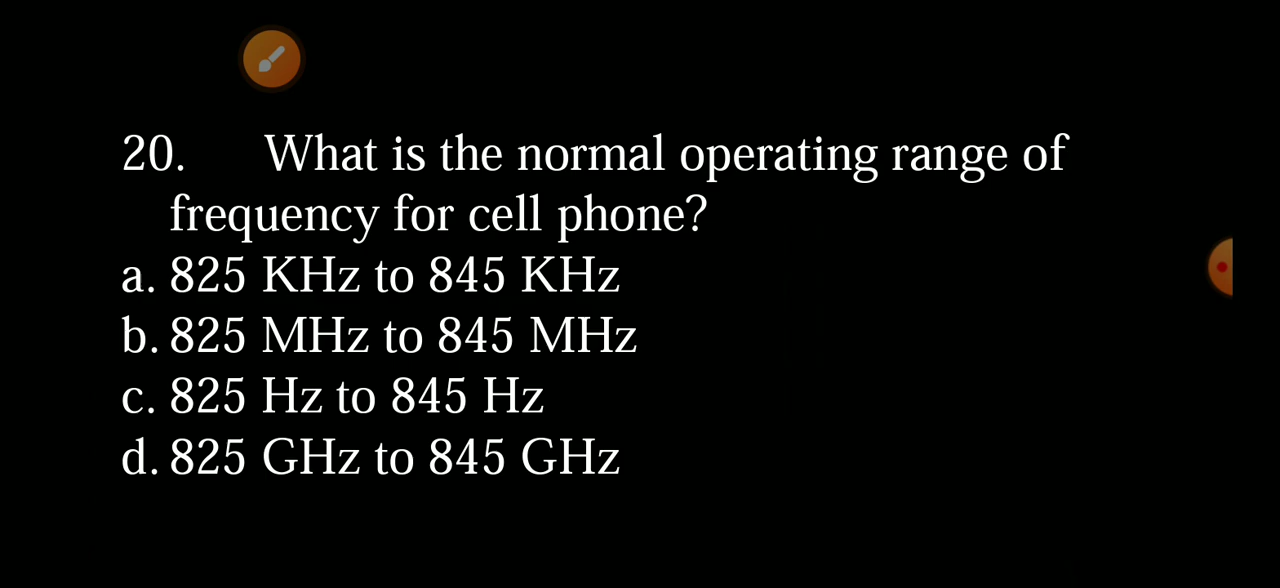 20. What is the normal operating range of
frequency for cell phone?
a. 825 KHz to 845 KHz
b. 825 MHz to 845 MHz
c. 825 Hz to 845 Hz
d. 825 GHz to 845 GHz